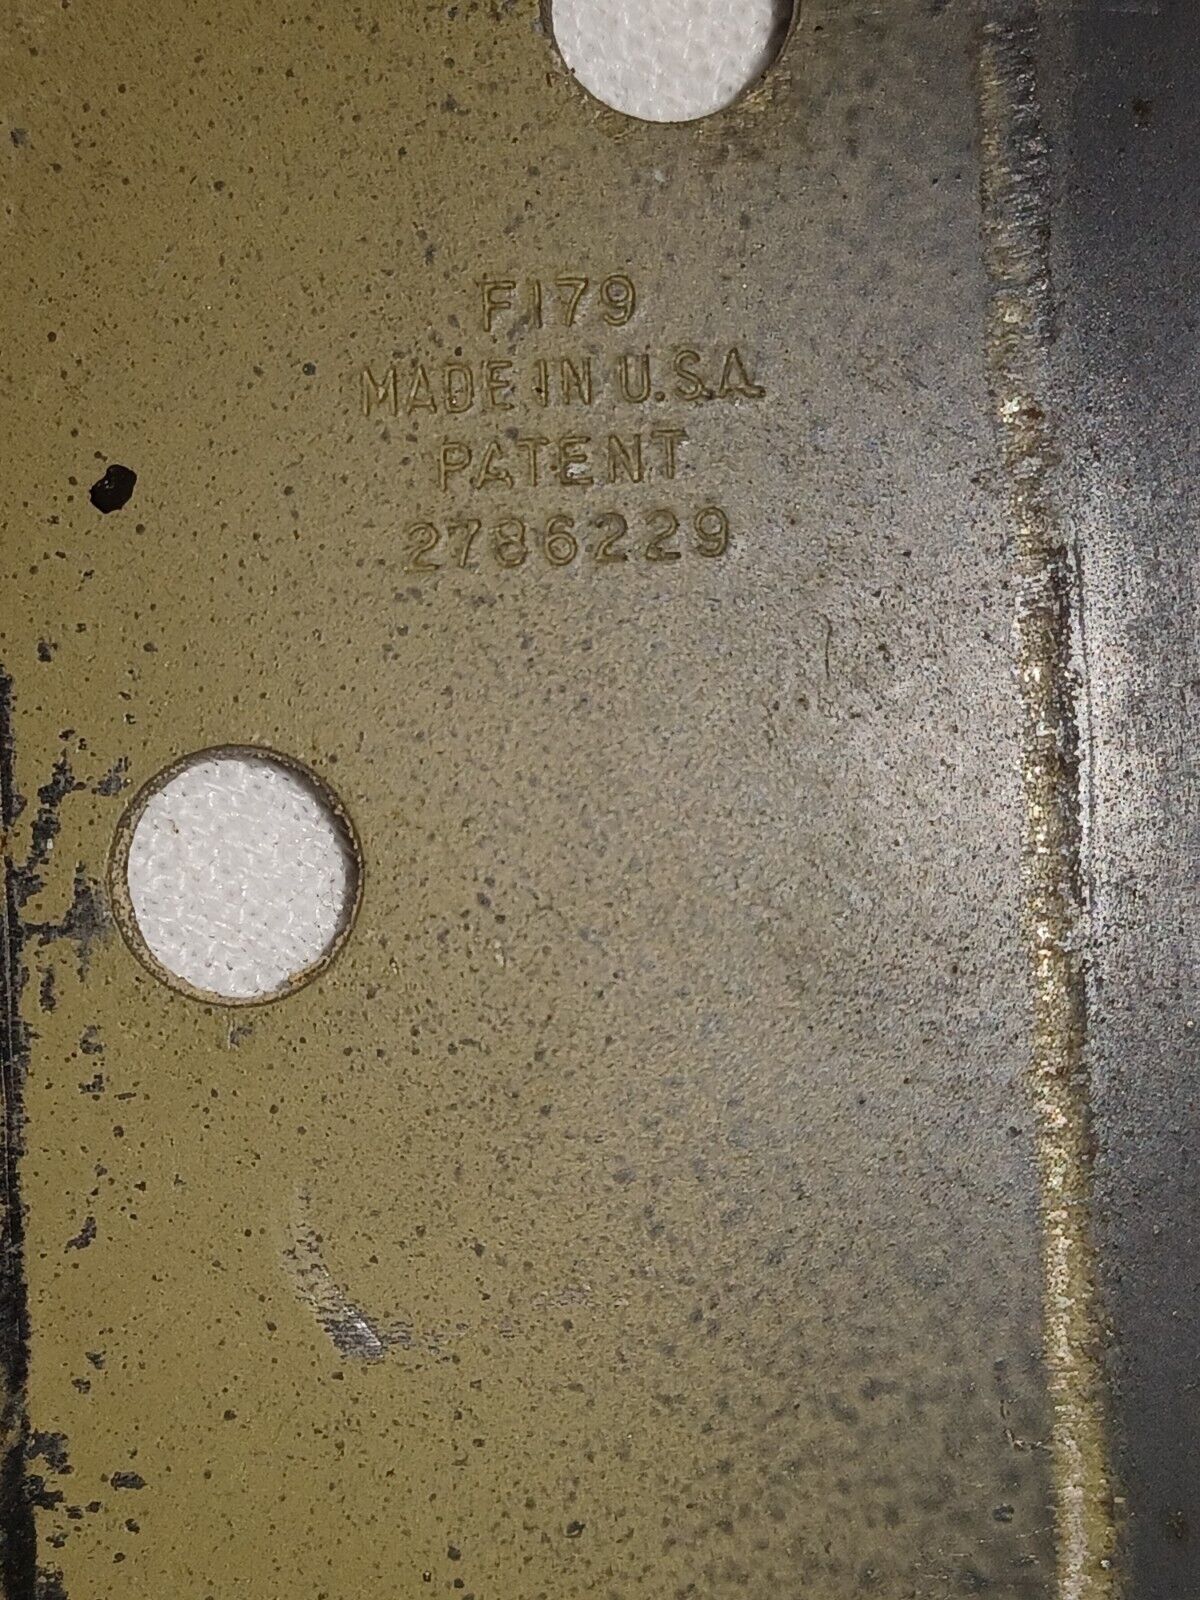 F179
MADE IN U.S.A.
PATENT
2786229